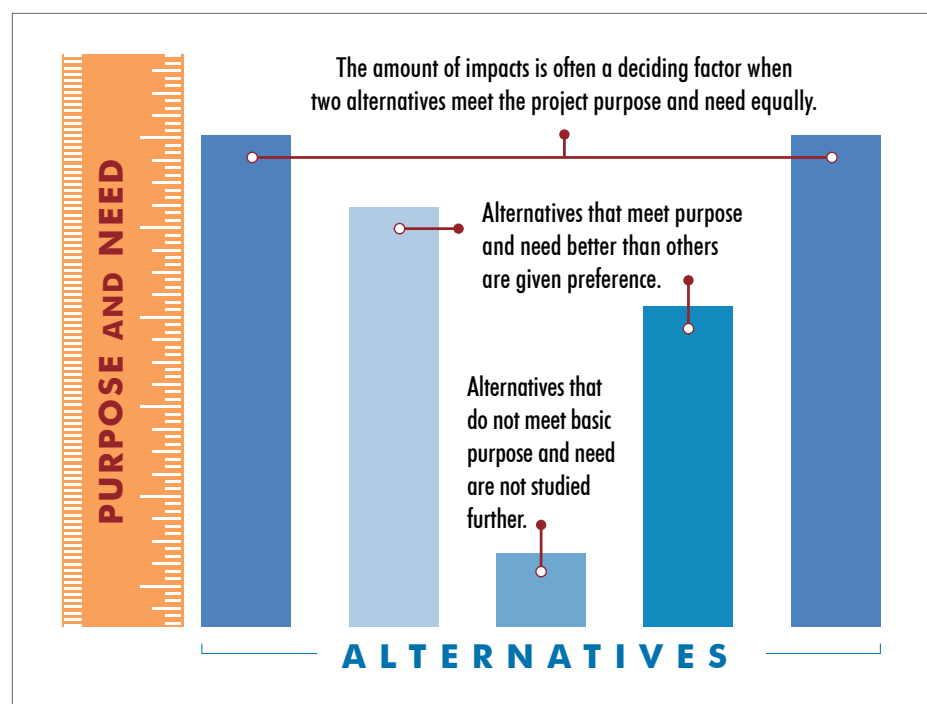 The amount of impacts is often a deciding factor when
two alternatives meet the project purpose and need equally.
PURPOSE AND NEED
Alternatives that meet purpose
and need better than others
are given preference.
Alternatives that
do not meet basic
purpose and need
are not studied
further.
ALTERNATIVES